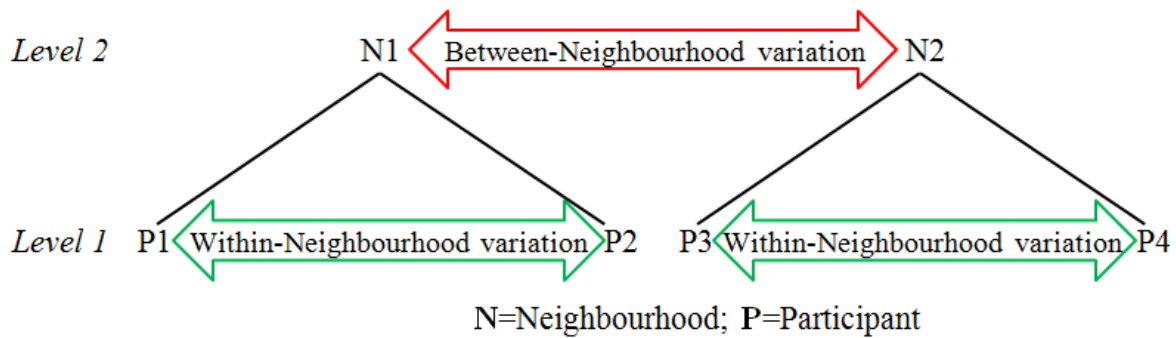 Level 2 N1 Between-Neighbourhood variation N2
Level 1 P1 Within-Neighbourhood variation P2 P3 Within-Neighbourhood variation P4
N=Neighbourhood; P=Participant